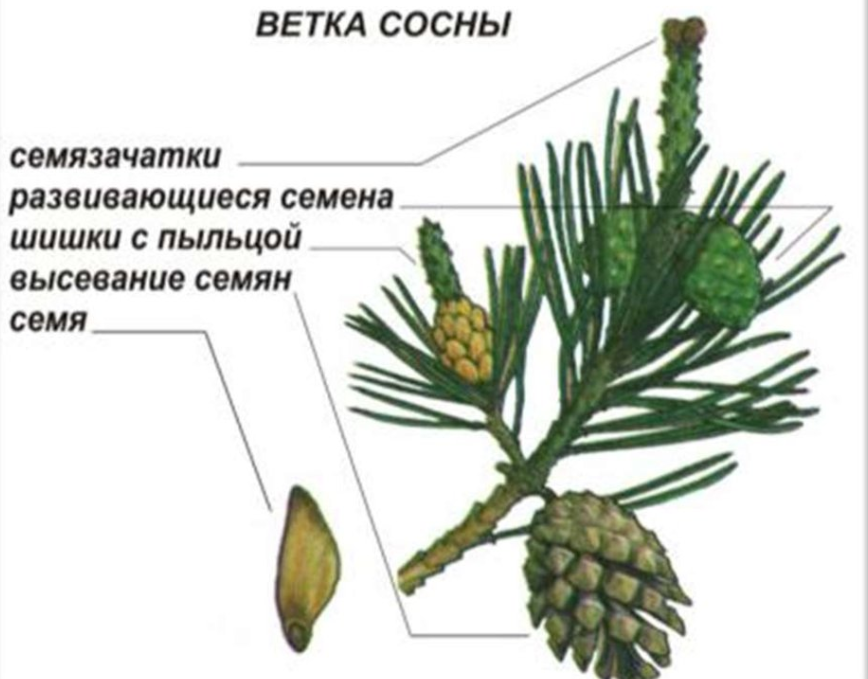 ВЕТКА СОСНЫ
семязачатки
развивающиеся семена
шишки с пыльцой
высевание семян
семя